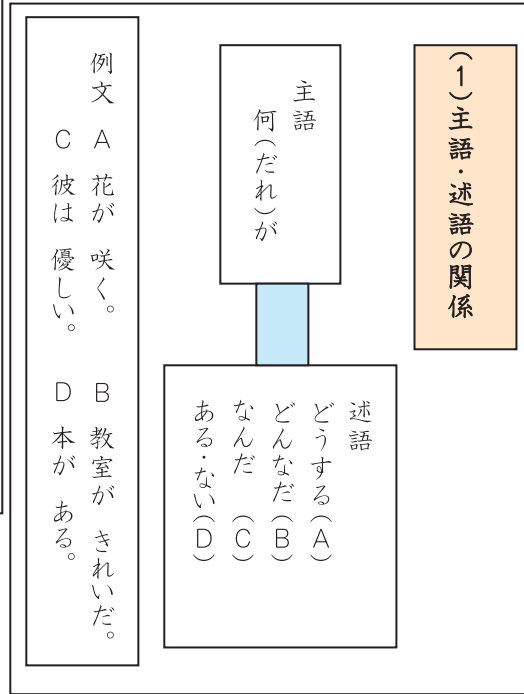 (1)主語・述語の関係
主語
何(だれ)が
述語
どうする(A)
どんなだ(B)
なんだ (C)
ある・ない(D)
例文 A 花が 咲く。 B 教室が きれいだ。
C 彼は 優しい。 D 本が ある。